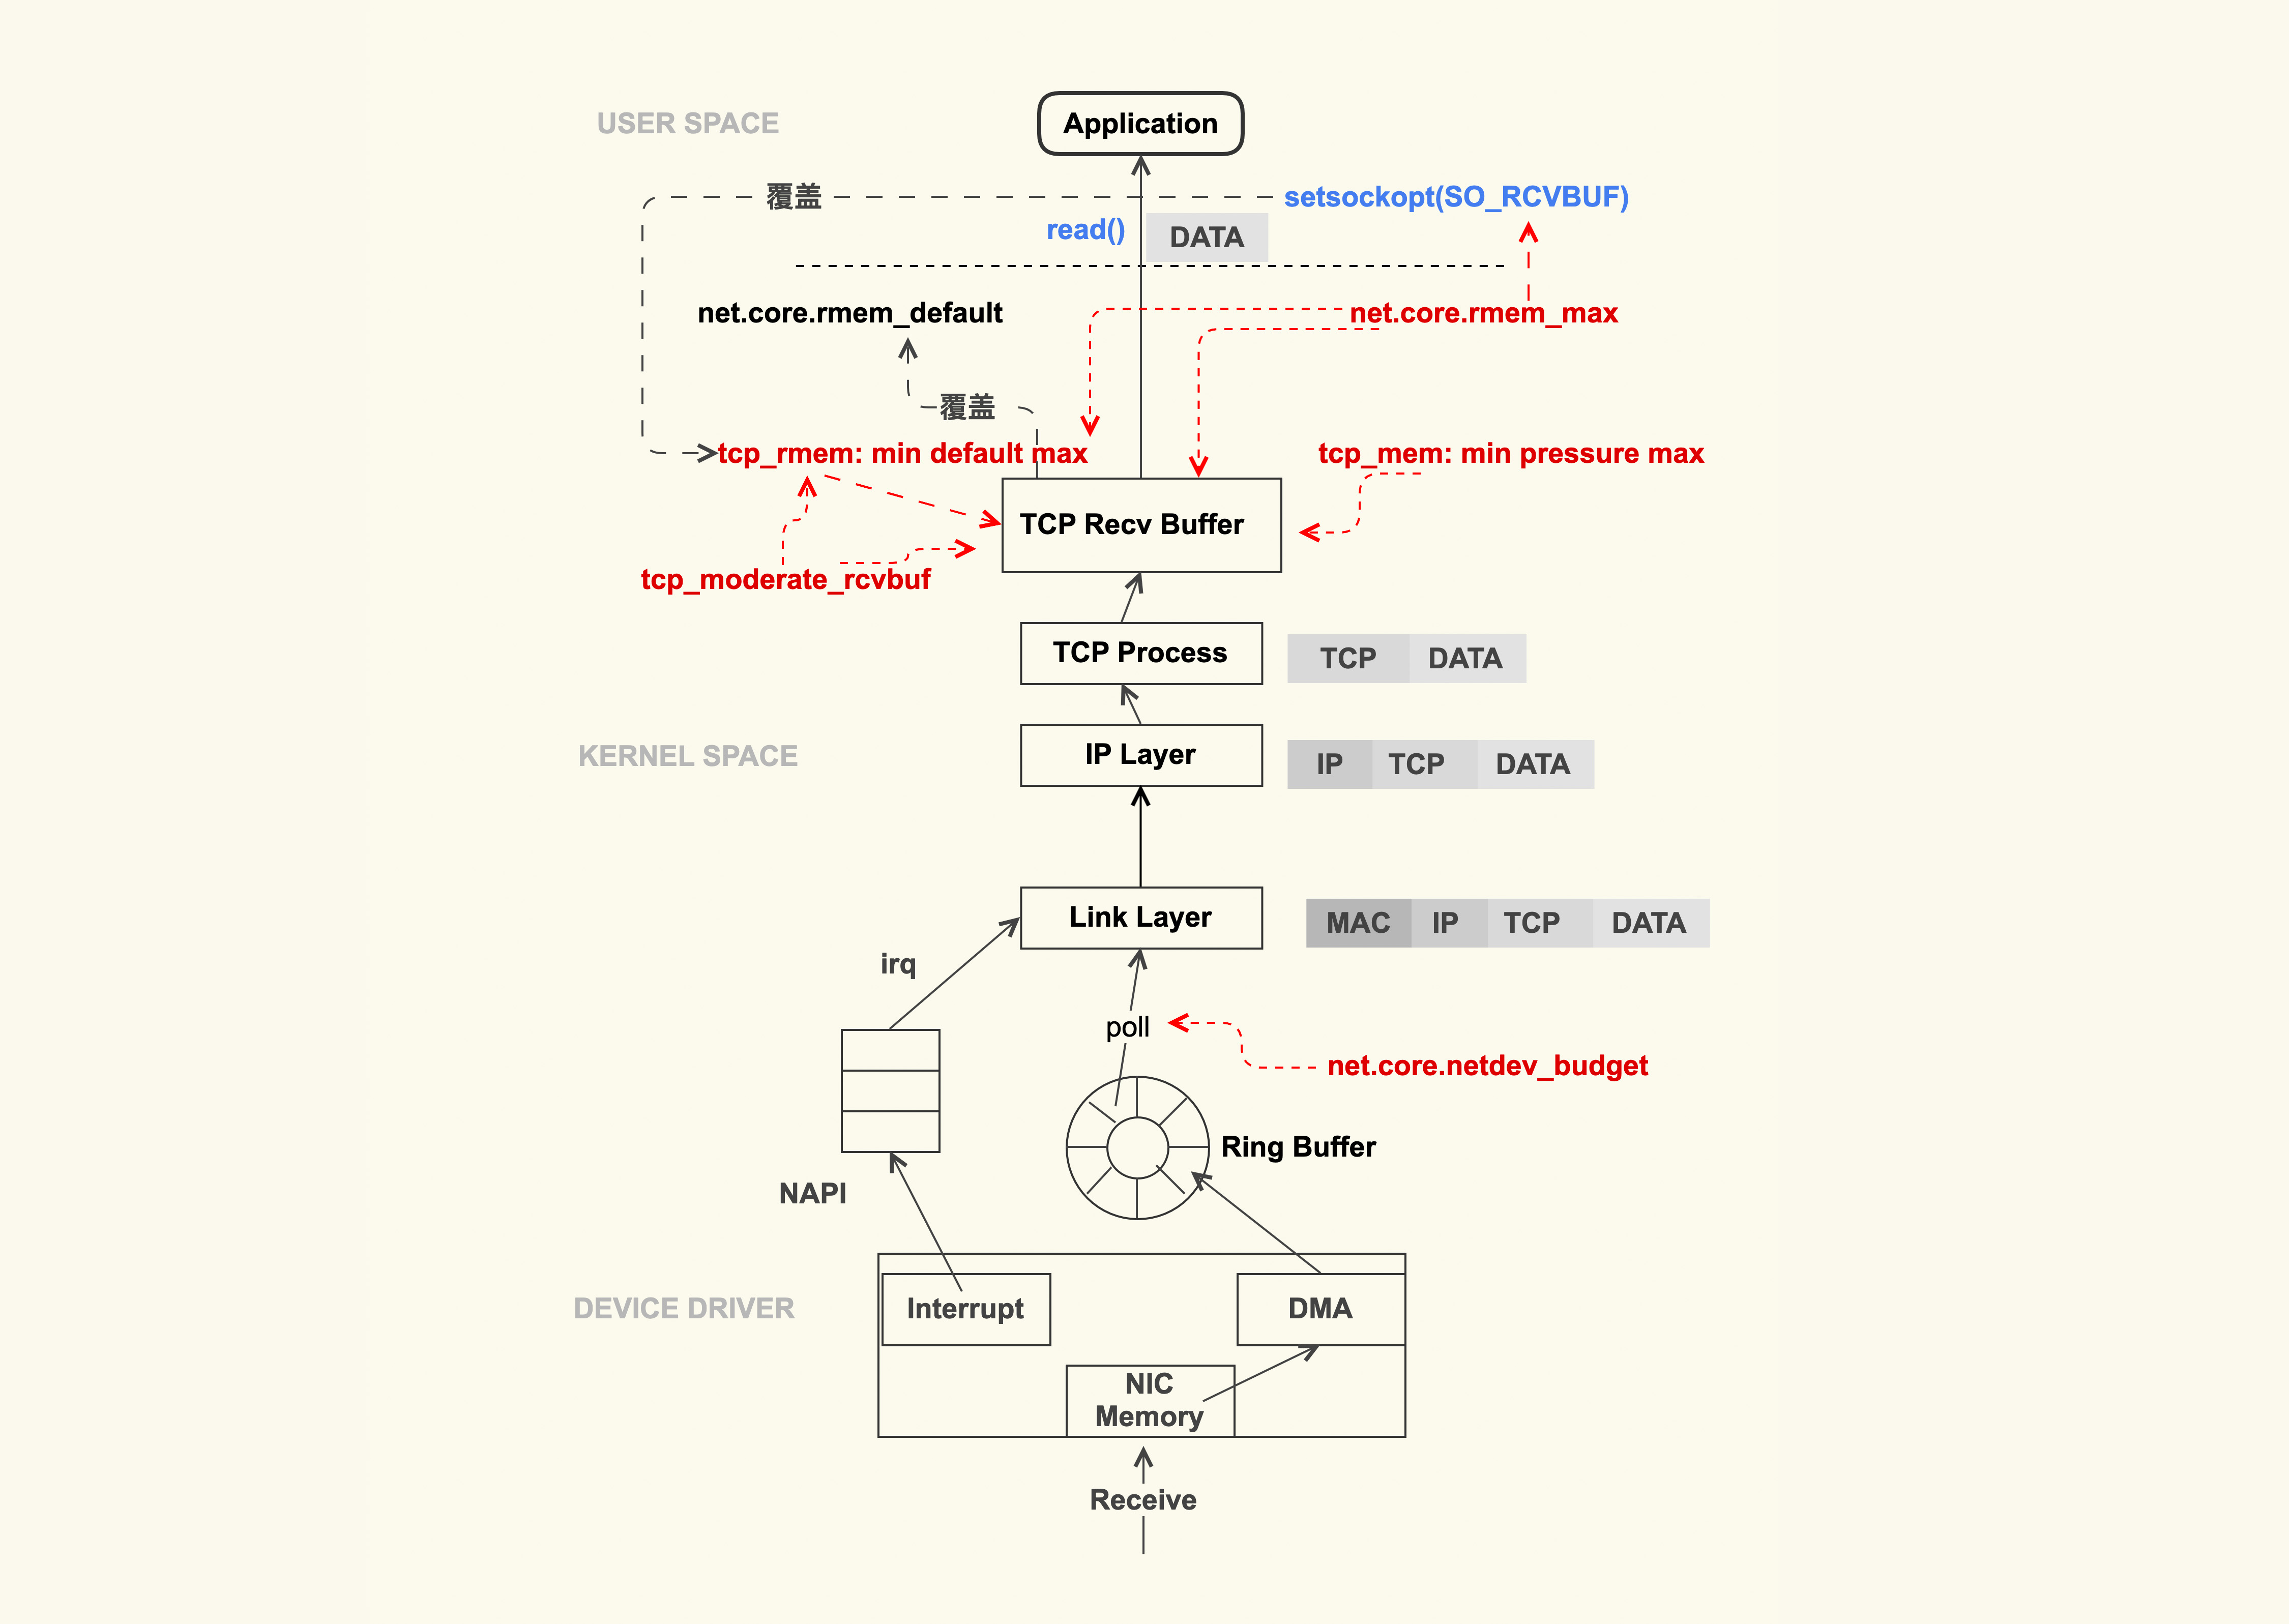 USER SPACE
Application
覆盖
setsockopt(SO_RCVBUF)
read()
DATA
net.core.rmem_default
net.core.rmem_max
覆盖
tcp_rmem: min default max
tcp_mem: min pressure max
TCP Recv Buffer
tcp_moderate_rcvbuf
TCP Process
TCP DATA
KERNEL SPACE
IP Layer
IP TCP DATA
Link Layer
MAC IP TCP DATA
irq
poll
net.core.netdev_budget
Ring Buffer
NAPI
DEVICE DRIVER
Interrupt
DMA
NIC
Memory
Receive